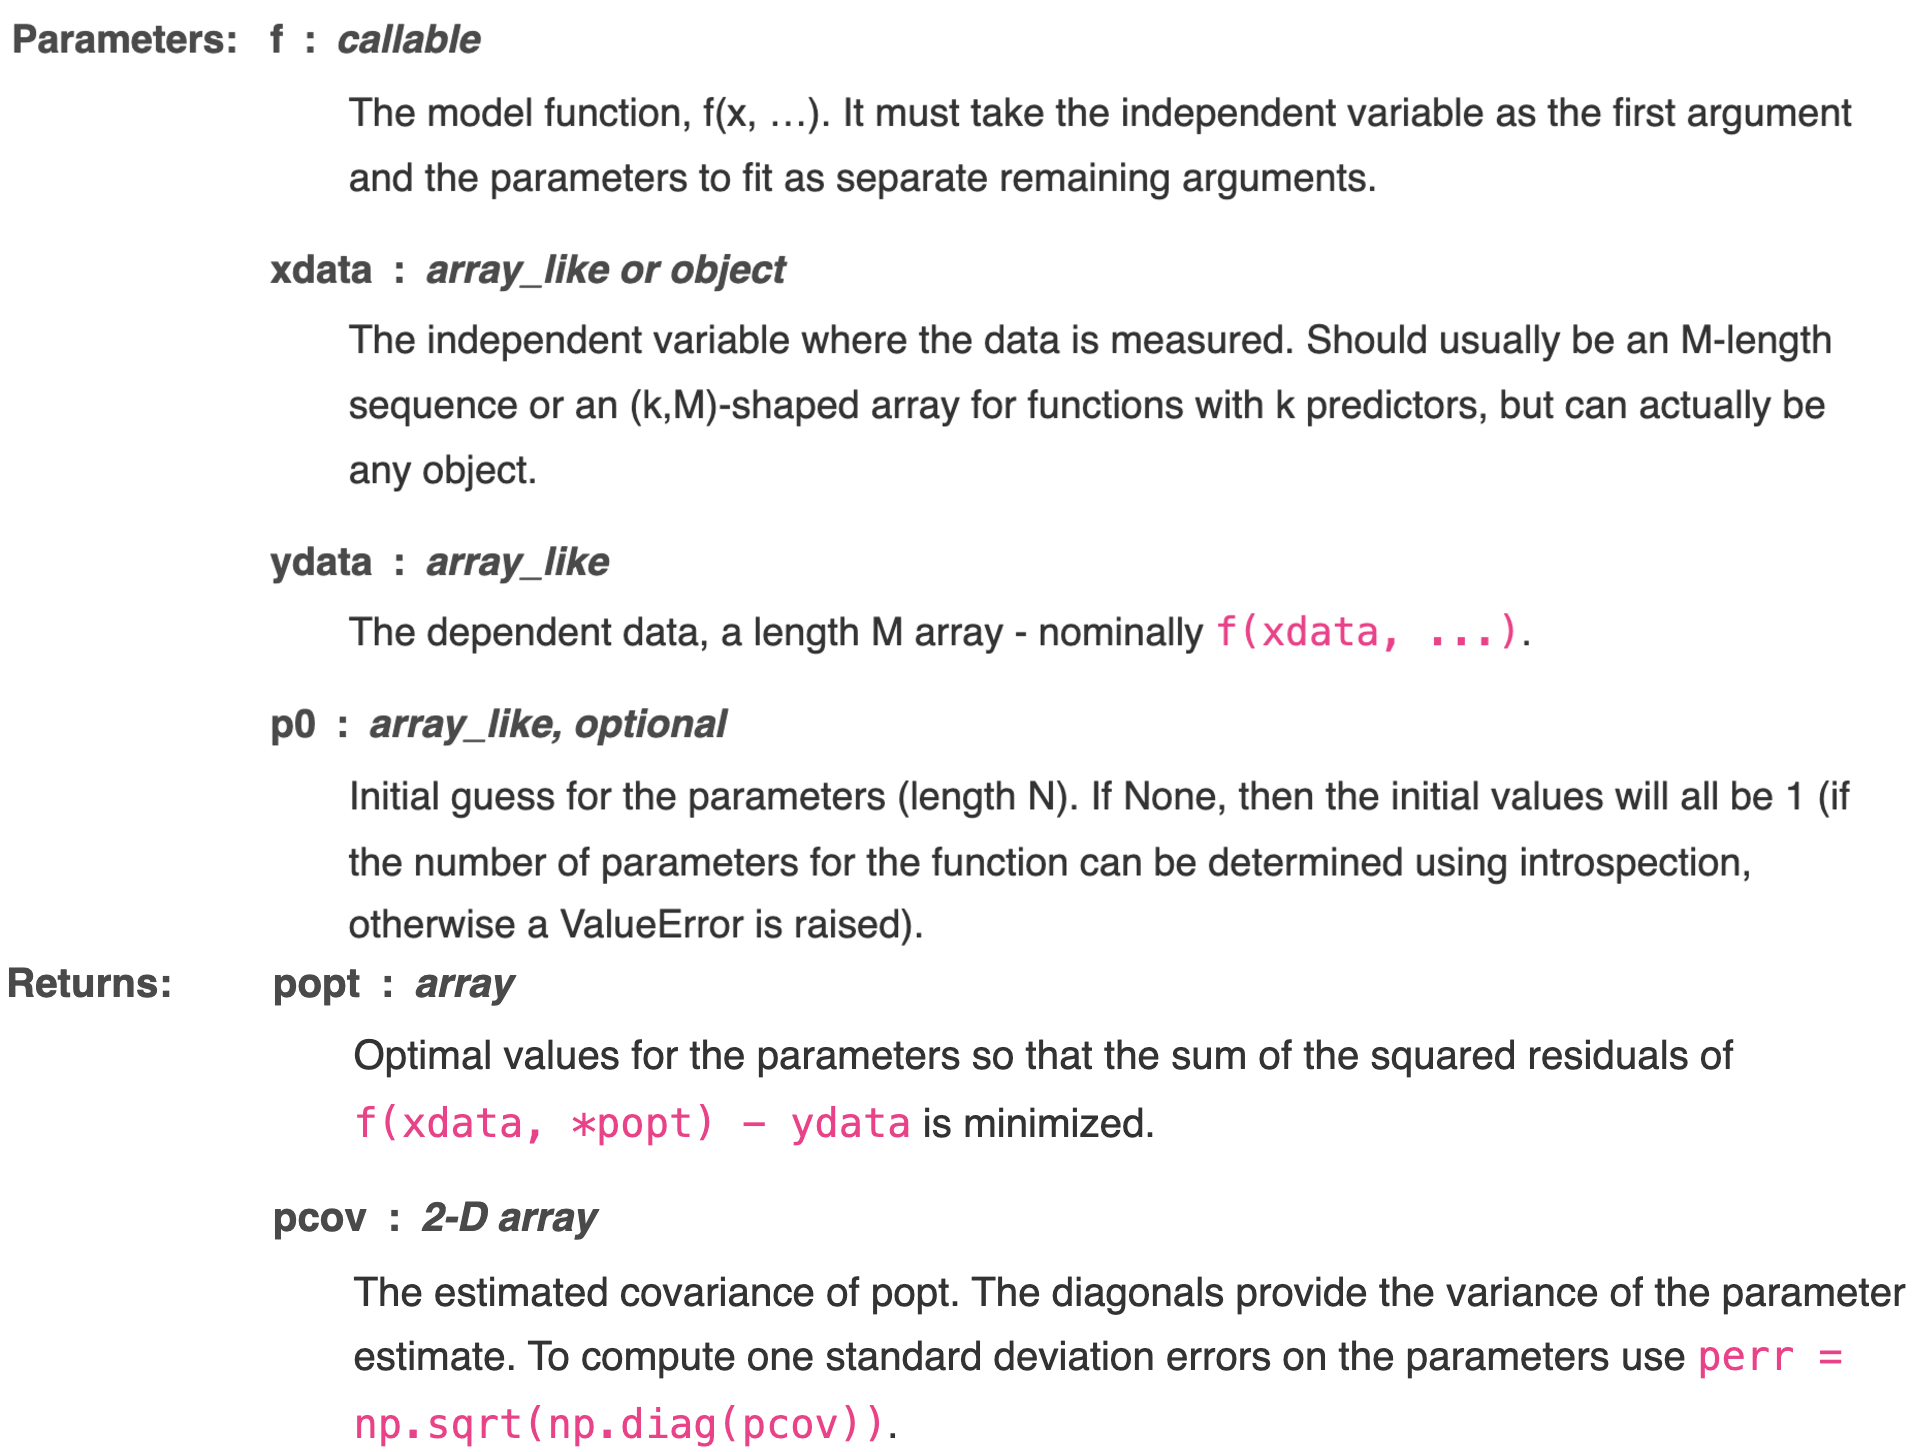 Parameters: f : callable
The model function, f(x, …). It must take the independent variable as the first argument
and the parameters to fit as separate remaining arguments.
xdata : array_like or object
The independent variable where the data is measured. Should usually be an M-length
sequence or an (k,M)-shaped array for functions with k predictors, but can actually be
any object.
ydata : array_like
The dependent data, a length M array - nominally f(xdata, ...).
p0 : array_like, optional
Initial guess for the parameters (length N). If None, then the initial values will all be 1 (if
the number of parameters for the function can be determined using introspection,
otherwise a ValueError is raised).
Returns: popt : array
Optimal values for the parameters so that the sum of the squared residuals of
f(xdata, *popt) - ydata is minimized.
pcov : 2-D array
The estimated covariance of popt. The diagonals provide the variance of the parameter
estimate. To compute one standard deviation errors on the parameters use perr =
np.sqrt(np.diag(pcov)).